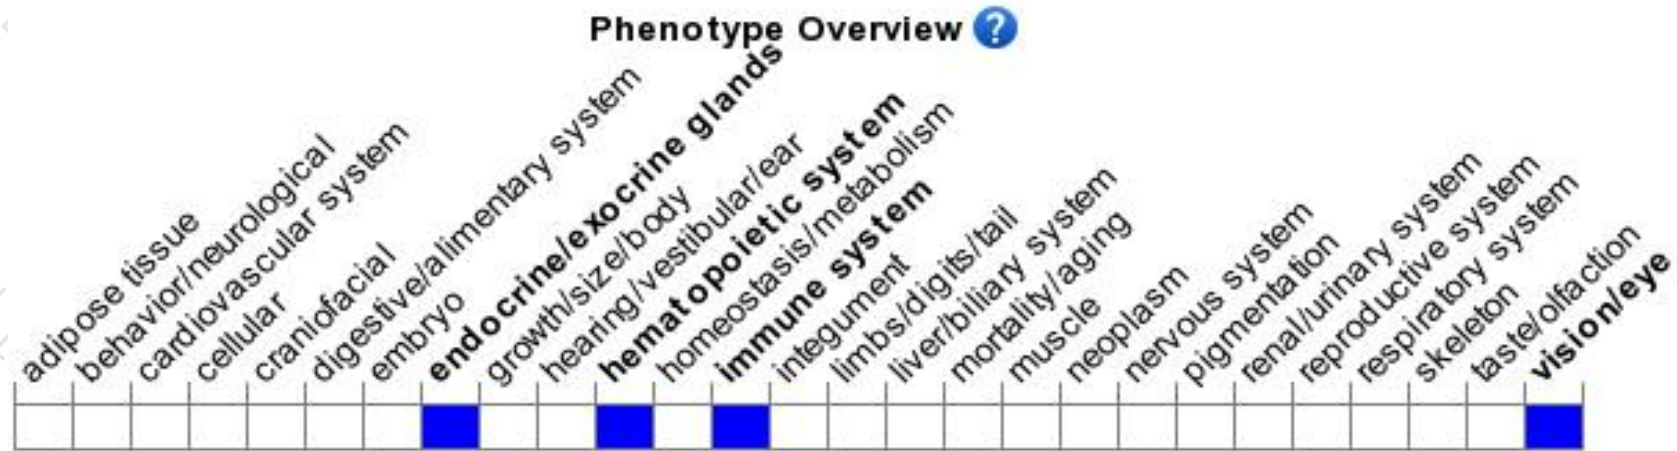 Phenotype Overview ?
adipose tissue
behavior/neurological
cardiovascular system
cellular
craniofacial
digestive/alimentary system
embryo
endocrine/exocrine glands
growth/size/body
hearing/vestibular/ear
hematopoietic system
homeostasis/metabolism
immune system
integument
limbs/digits/tail
liver/biliary system
mortality/aging
muscle
neoplasm
nervous system
pigmentation
renal/urinary system
reproductive system
respiratory system
skeleton
taste/olfaction
vision/eye